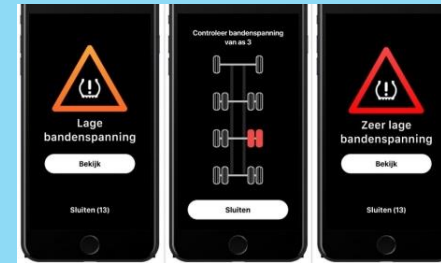 Lage
bandenspanning
Bekijk
Sluiten (13)
Controleer bandenspanning
van as 3
Sluiten
Zeer lage
bandenspanning
Bekijk
Sluiten (13)